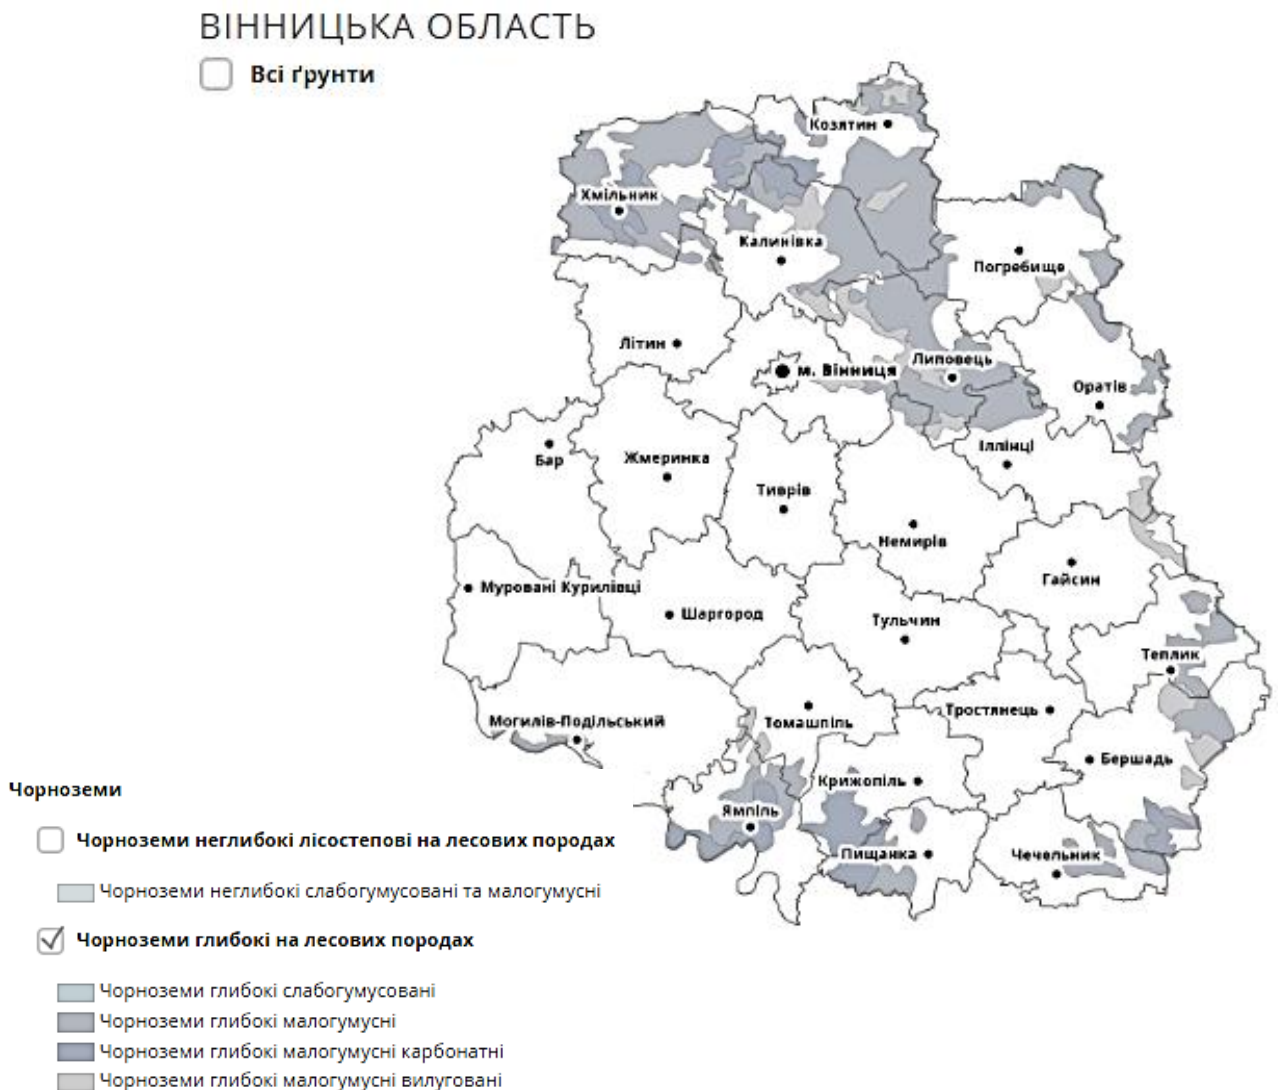 ВІННИЦЬКА ОБЛАСТЬ
Всі ґрунти
Козятин
Хмільник
Калинівка
Погребище
Літин
м. Вінниця
Липовець
Оратів
Бар
Жмеринка
Іллінці
Тиврів
Немирів
Гайсин
Муровані Курилівці
Шаргород
Тульчин
Теплик
Могилів-Подільський
Томашпіль
Тростянець
Бершадь
Крижопіль
Ямпіль
Піщанка
Чечельник
Чорноземи
Чорноземи неглибокі лісостепові на лесових породах
Чорноземи неглибокі слабогумусовані та малогумусні
Чорноземи глибокі на лесових породах
Чорноземи глибокі слабогумусовані
Чорноземи глибокі малогумусні
Чорноземи глибокі малогумусні карбонатні
Чорноземи глибокі малогумусні вилуговані